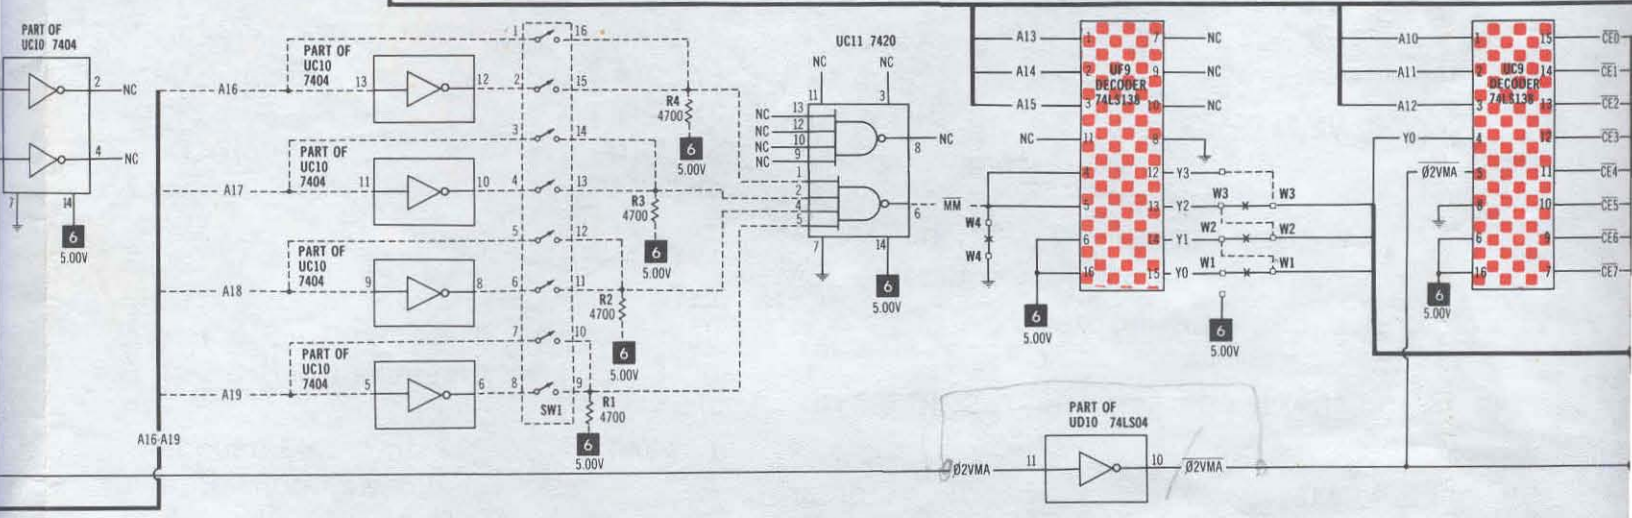 PART OF
UC10 7404
2
NC
4
NC
7
14
6
5.00V
A16
PART OF
UC10
7404
13
12
1
16
2
15
R4
4700
6
5.00V
A17
PART OF
UC10
7404
11
10
3
14
4
13
R3
4700
6
5.00V
A18
PART OF
UC10
7404
9
8
5
12
6
11
R2
4700
6
5.00V
A19
PART OF
UC10
7404
5
6
7
10
8
9
SW1
R1
4700
6
5.00V
A16-A19
UC11 7420
NC
NC
11
3
NC 13
NC 12
NC 10
NC 9
8
NC
1
2
4
5
6
MM
7
14
6
5.00V
W4
W4
A13
1
7
NC
A14
2
UF9
DECODER
74LS138
9
NC
A15
3
10
NC
NC
11
8
4
12
Y3
5
13
Y2
W3
W3
6
14
Y1
W2
W2
16
15
Y0
W1
W1
6
5.00V
6
5.00V
A10
1
15
CE0
A11
2
UC9
DECODER
74LS138
14
CE1
A12
3
13
CE2
Y0
4
12
CE3
Ø2VMA
5
11
CE4
8
10
CE5
6
9
CE6
16
7
CE7
6
5.00V
PART OF
UD10 74LS04
Ø2VMA
11
10
Ø2VMA